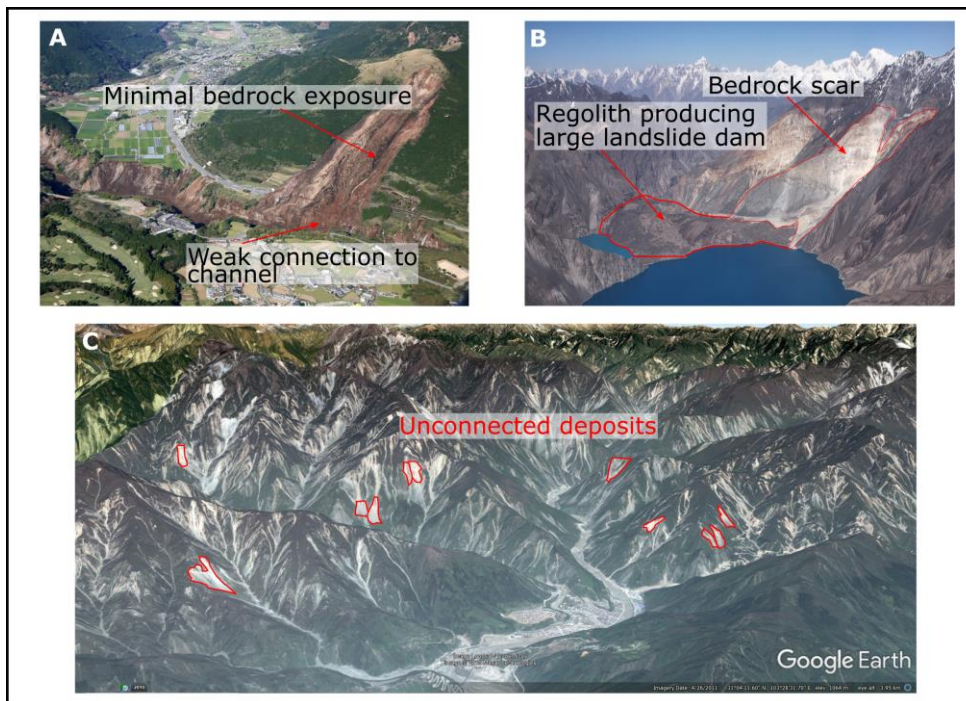 A
Minimal bedrock exposure
Weak connection to
channel
B
Bedrock scar
Regolith producing
large landslide dam
C
Unconnected deposits
Google Earth